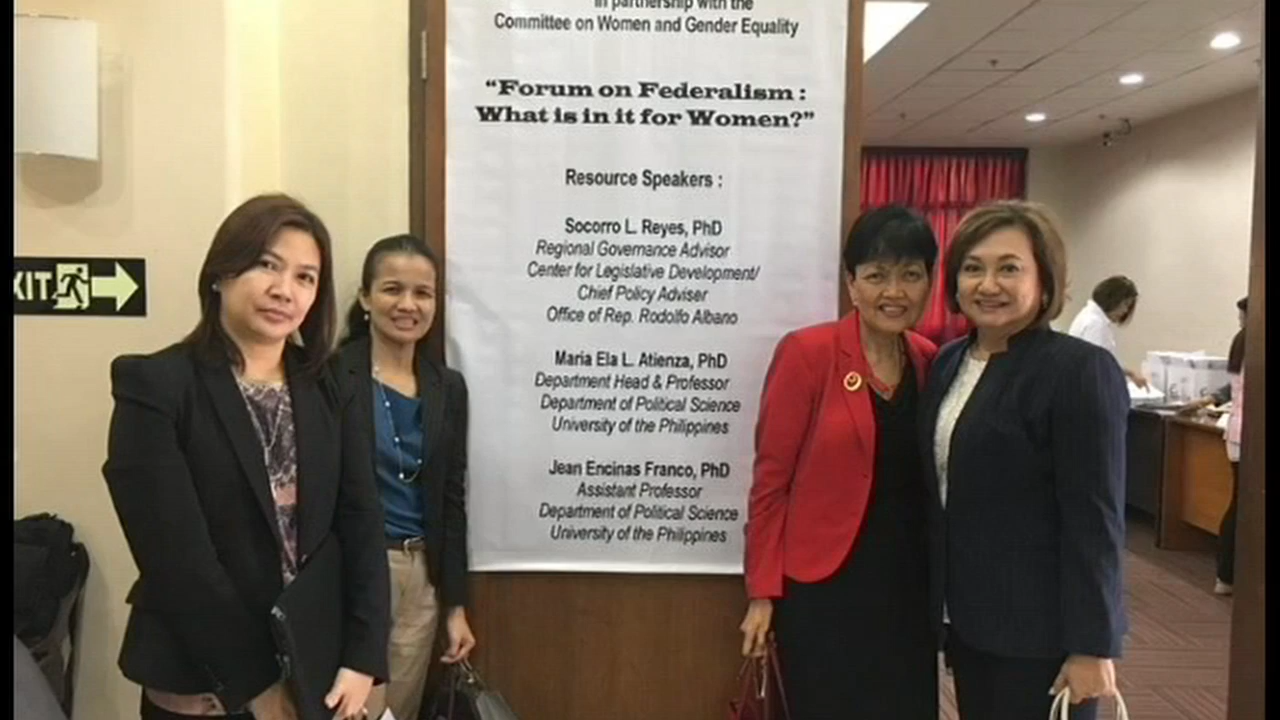 in partnership with the
Committee on Women and Gender Equality
"Forum on Federalism :
What is in it for Women?"
Resource Speakers :
Socorro L. Reyes, PhD
Regional Governance Advisor
Center for Legislative Development/
Chief Policy Adviser
Office of Rep. Rodolfo Albano
Maria Ela L. Atienza, PhD
Department Head & Professor
Department of Political Science
University of the Philippines
Jean Encinas Franco, PhD
Assistant Professor
Department of Political Science
University of the Philippines
XIT